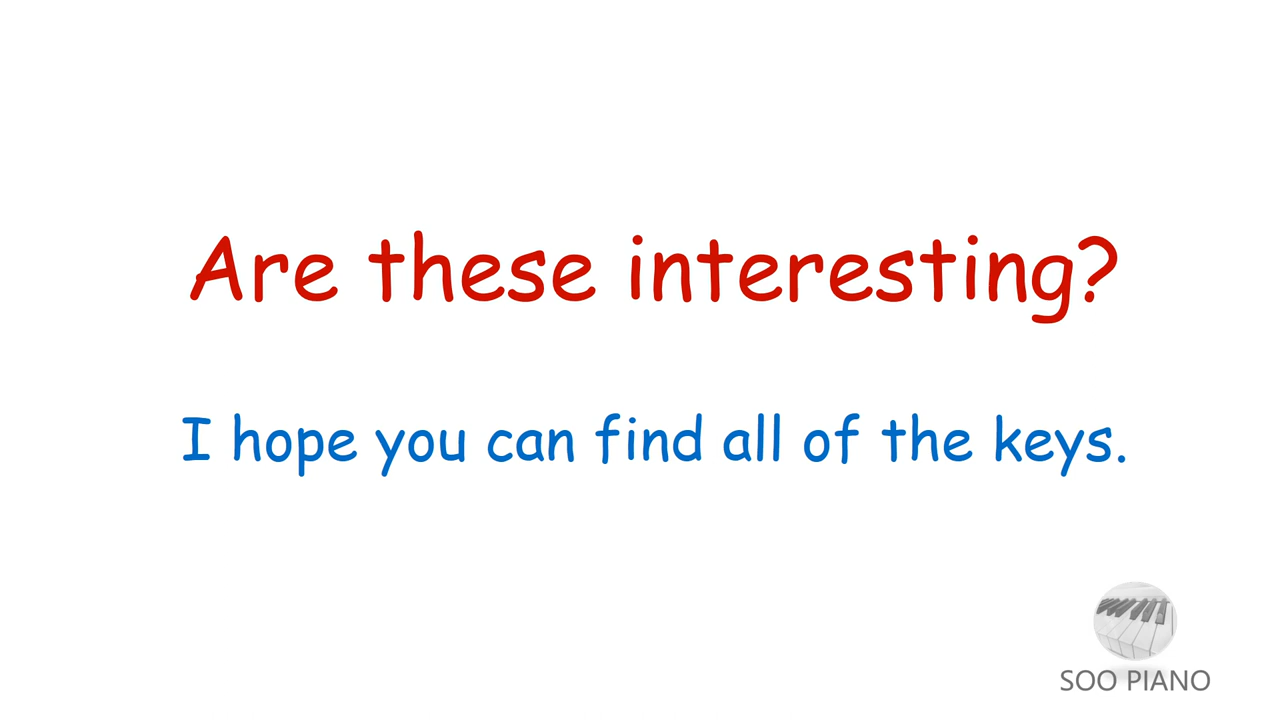 Are these interesting?
I hope you can find all of the keys.
SOO PIANO